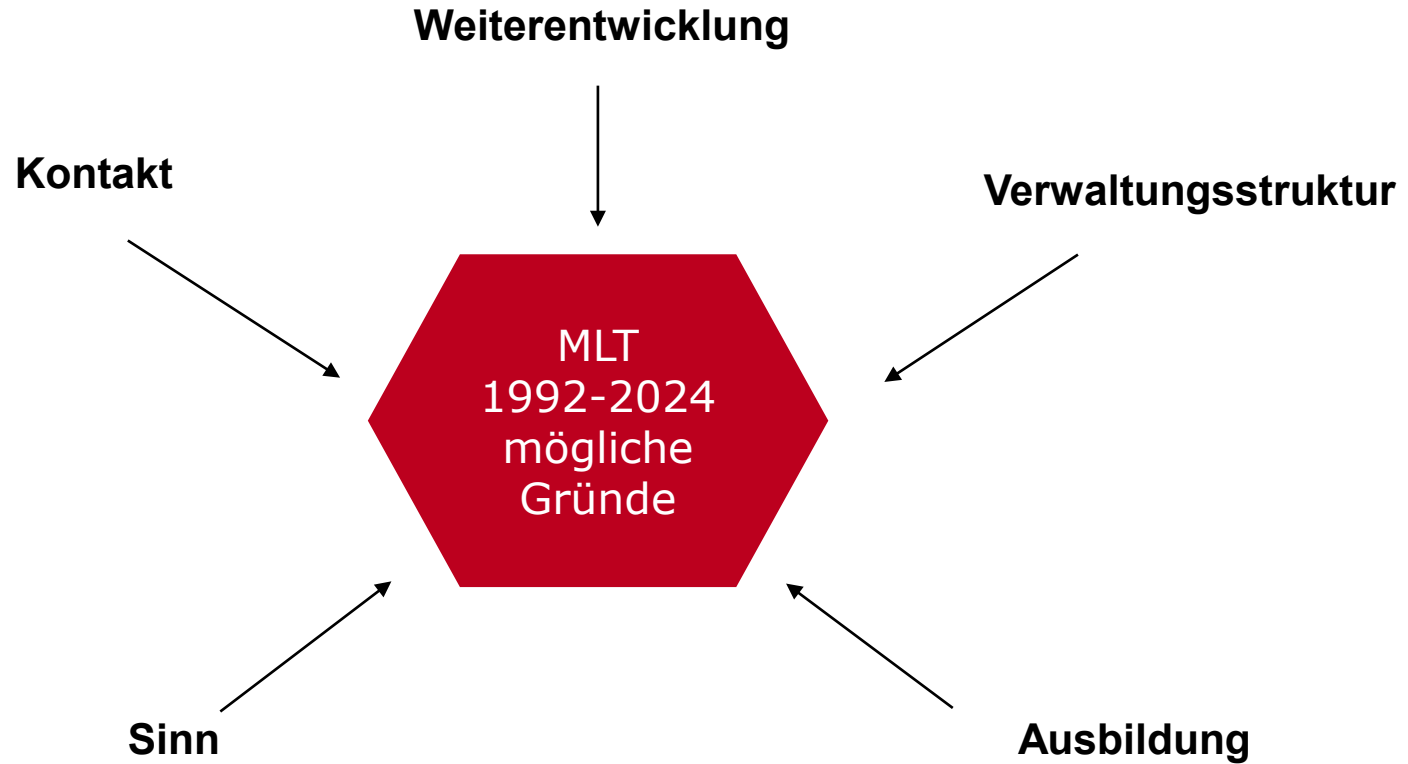 Weiterentwicklung
Kontakt
Verwaltungsstruktur
MLT
1992-2024
mögliche
Gründe
Sinn
Ausbildung